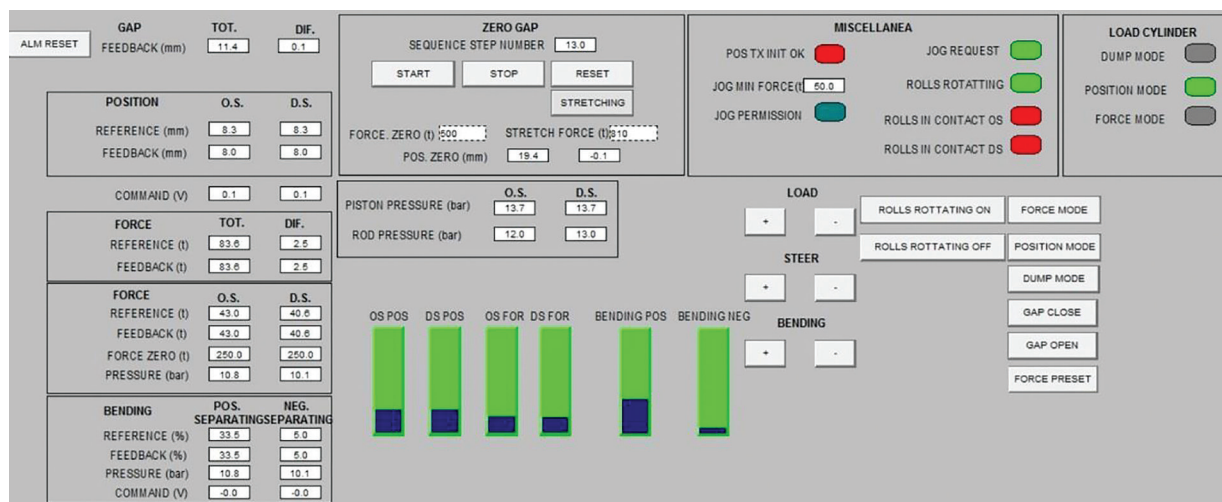 ALM RESET
GAP TOT. DIF.
FEEDBACK (mm) 11.4 0.1
POSITION O.S. D.S.
REFERENCE (mm) 8.3 8.3
FEEDBACK (mm) 8.0 8.0
COMMAND (V) 0.1 0.1
FORCE TOT. DIF.
REFERENCE (t) 83.6 2.5
FEEDBACK (t) 83.6 2.5
FORCE O.S. D.S.
REFERENCE (t) 43.0 40.6
FEEDBACK (t) 43.0 40.6
FORCE ZERO (t) 250.0 250.0
PRESSURE (bar) 10.8 10.1
BENDING POS. SEPARATING NEG. SEPARATING
REFERENCE (%) 33.5 5.0
FEEDBACK (%) 33.5 5.0
PRESSURE (bar) 10.8 10.1
COMMAND (V) -0.0 -0.0
ZERO GAP
SEQUENCE STEP NUMBER 13.0
START STOP RESET
STRETCHING
FORCE. ZERO (t) 500 STRETCH FORCE (t) 810
POS. ZERO (mm) 19.4 -0.1
O.S. D.S.
PISTON PRESSURE (bar) 13.7 13.7
ROD PRESSURE (bar) 12.0 13.0
OS POS DS POS OS FOR DS FOR BENDING POS BENDING NEG
MISCELLANEA
POS TX INIT OK JOG REQUEST
JOG MIN FORCE(t) 50.0 ROLLS ROTATTING
JOG PERMISSION ROLLS IN CONTACT OS
ROLLS IN CONTACT DS
LOAD CYLINDER
DUMP MODE
POSITION MODE
FORCE MODE
LOAD
+ -
STEER
+ -
BENDING
+ -
ROLLS ROTTATING ON FORCE MODE
ROLLS ROTTATING OFF POSITION MODE
DUMP MODE
GAP CLOSE
GAP OPEN
FORCE PRESET